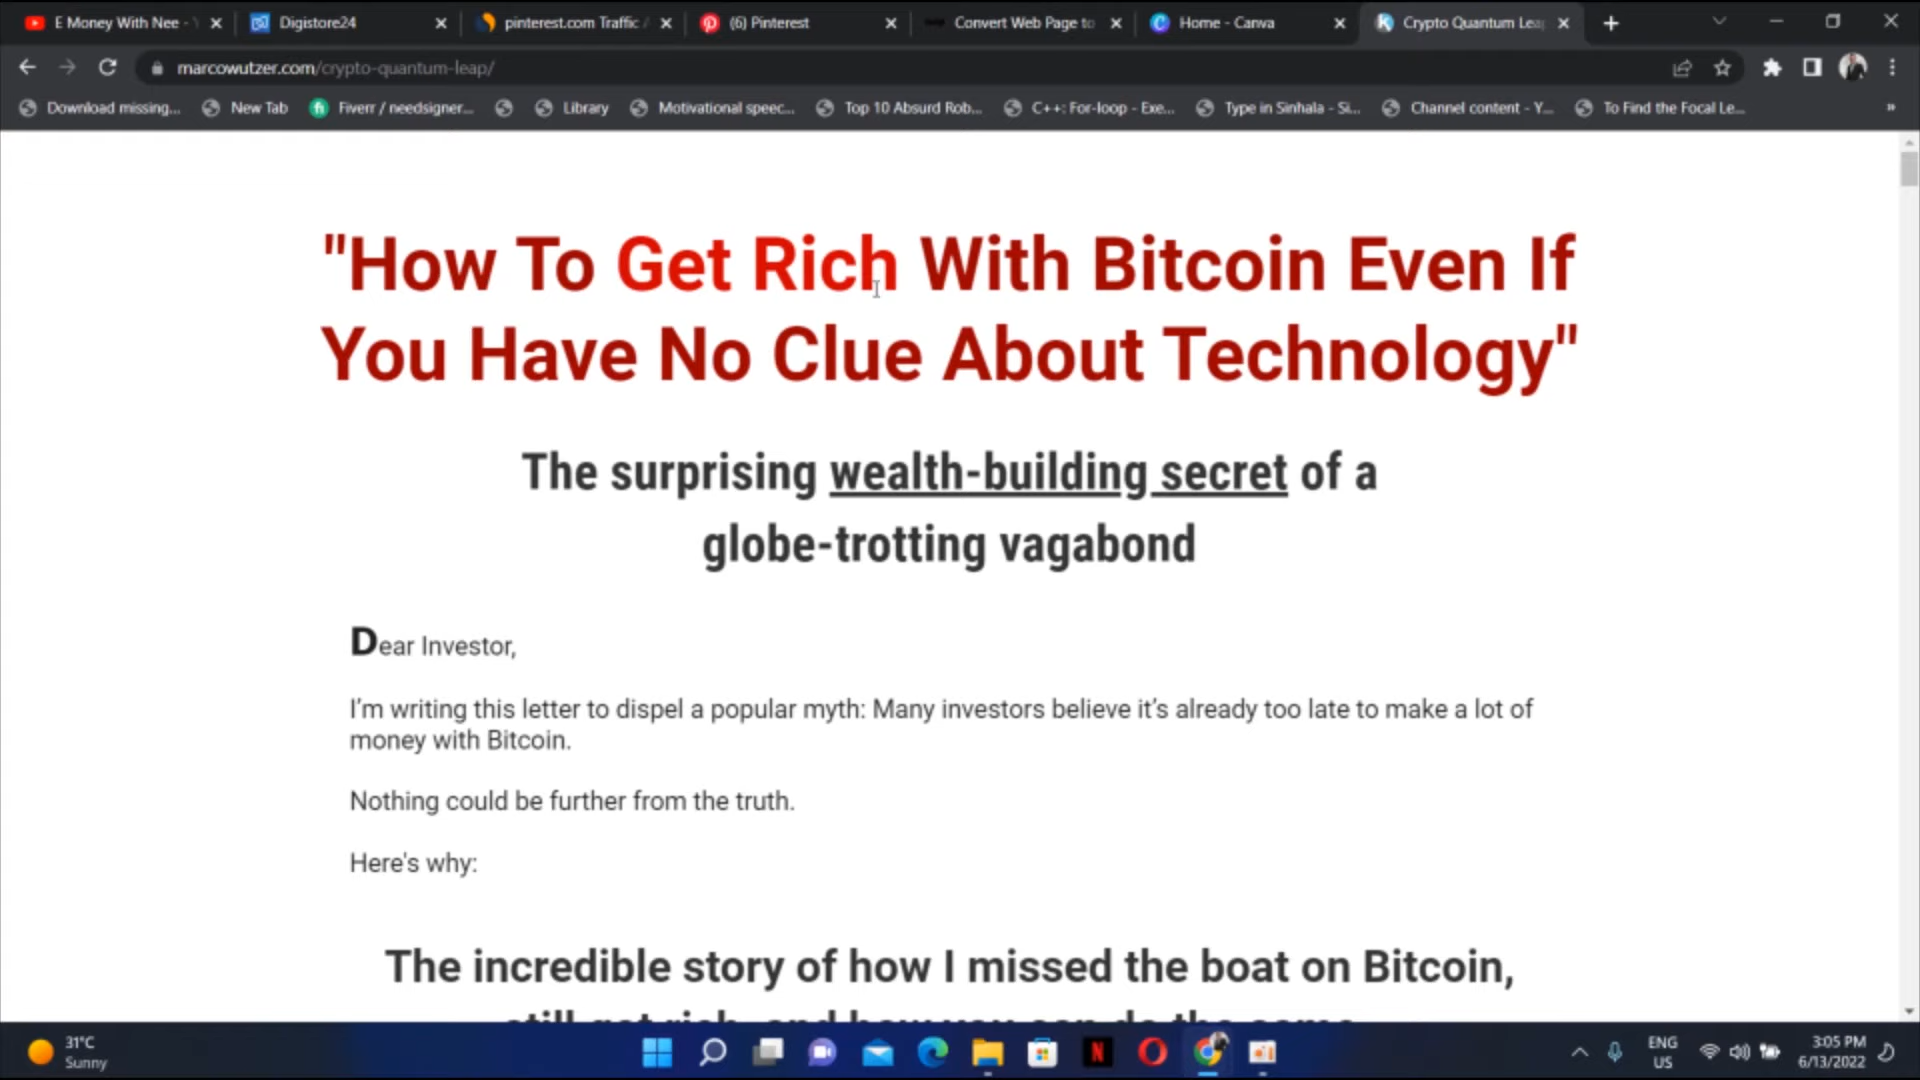 E Money With Nee -
Digistore24
pinterest.com Traffic
(6) Pinterest
Convert Web Page to
Home - Canva
Crypto Quantum Lea
marcowutzer.com/crypto-quantum-leap/
Download missing...
New Tab
Fiverr / needsigner...
Library
Motivational speec...
Top 10 Absurd Rob...
C++: For-loop - Exe...
Type in Sinhala - Si...
Channel content - Y...
To Find the Focal Le...
"How To Get Rich With Bitcoin Even If
You Have No Clue About Technology"
The surprising wealth-building secret of a
globe-trotting vagabond
Dear Investor,
I'm writing this letter to dispel a popular myth: Many investors believe it's already too late to make a lot of
money with Bitcoin.
Nothing could be further from the truth.
Here's why:
The incredible story of how I missed the boat on Bitcoin,
31°C
Sunny
ENG
US
3:05 PM
6/13/2022